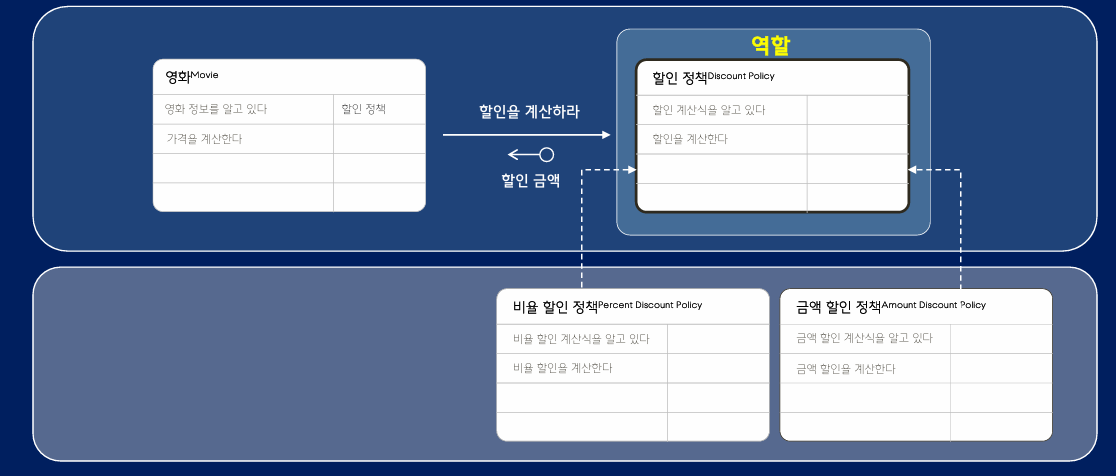 역할
영화Movie
영화 정보를 알고 있다 할인 정책
가격을 계산한다
할인을 계산하라
할인 금액
할인 정책Discount Policy
할인 계산식을 알고 있다
할인을 계산한다
비율 할인 정책Percent Discount Policy
비율 할인 계산식을 알고 있다
비율 할인을 계산한다
금액 할인 정책Amount Discount Policy
금액 할인 계산식을 알고 있다
금액 할인을 계산한다